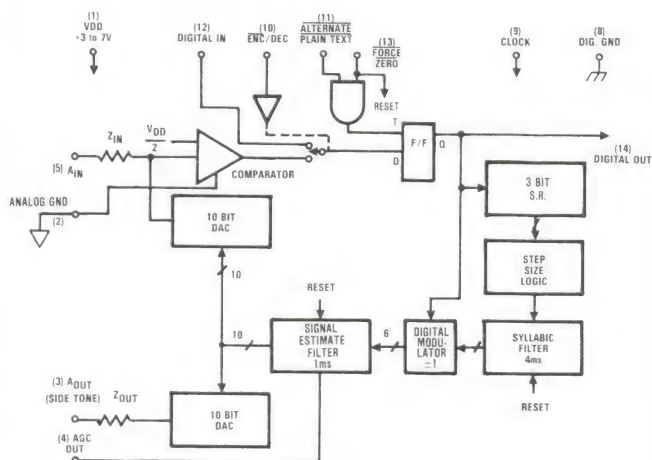 (1)
VDD
+3 to 7V
(12)
DIGITAL IN
(10)
ENC/DEC
(11)
ALTERNATE
PLAIN TEXT
(13)
FORCE
ZERO
(9)
CLOCK
(8)
DIG. GND
RESET
ZIN
VDD
2
T
F/F
Q
D
(14)
DIGITAL OUT
(5) AIN
COMPARATOR
3 BIT
S.R.
ANALOG GND
(2)
10 BIT
DAC
STEP
SIZE
LOGIC
10
RESET
10
SIGNAL
ESTIMATE
FILTER
1ms
6
DIGITAL
MODU-
LATOR
±1
SYLLABIC
FILTER
4ms
(3) AOUT
(SIDE TONE)
ZOUT
10 BIT
DAC
RESET
(4) AGC
OUT